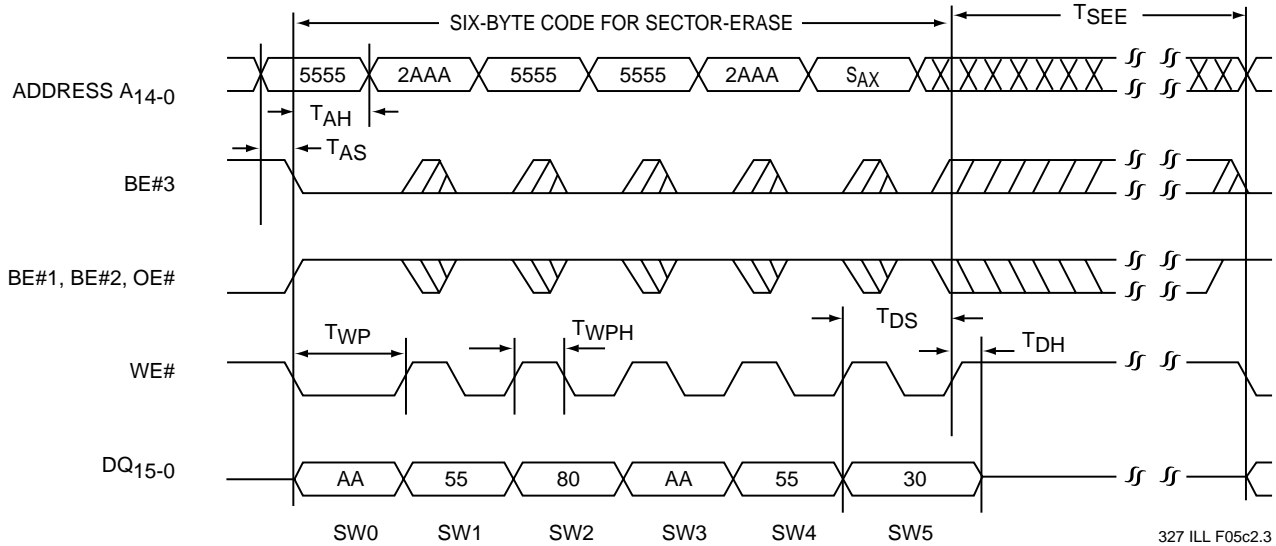 SIX-BYTE CODE FOR SECTOR-ERASE
TSEE
ADDRESS A14-0
5555 2AAA 5555 5555 2AAA SAX
TAH
TAS
BE#3
BE#1, BE#2, OE#
TWP TWPH TDS TDH
WE#
DQ15-0
AA 55 80 AA 55 30
SW0 SW1 SW2 SW3 SW4 SW5
327 ILL F05c2.3